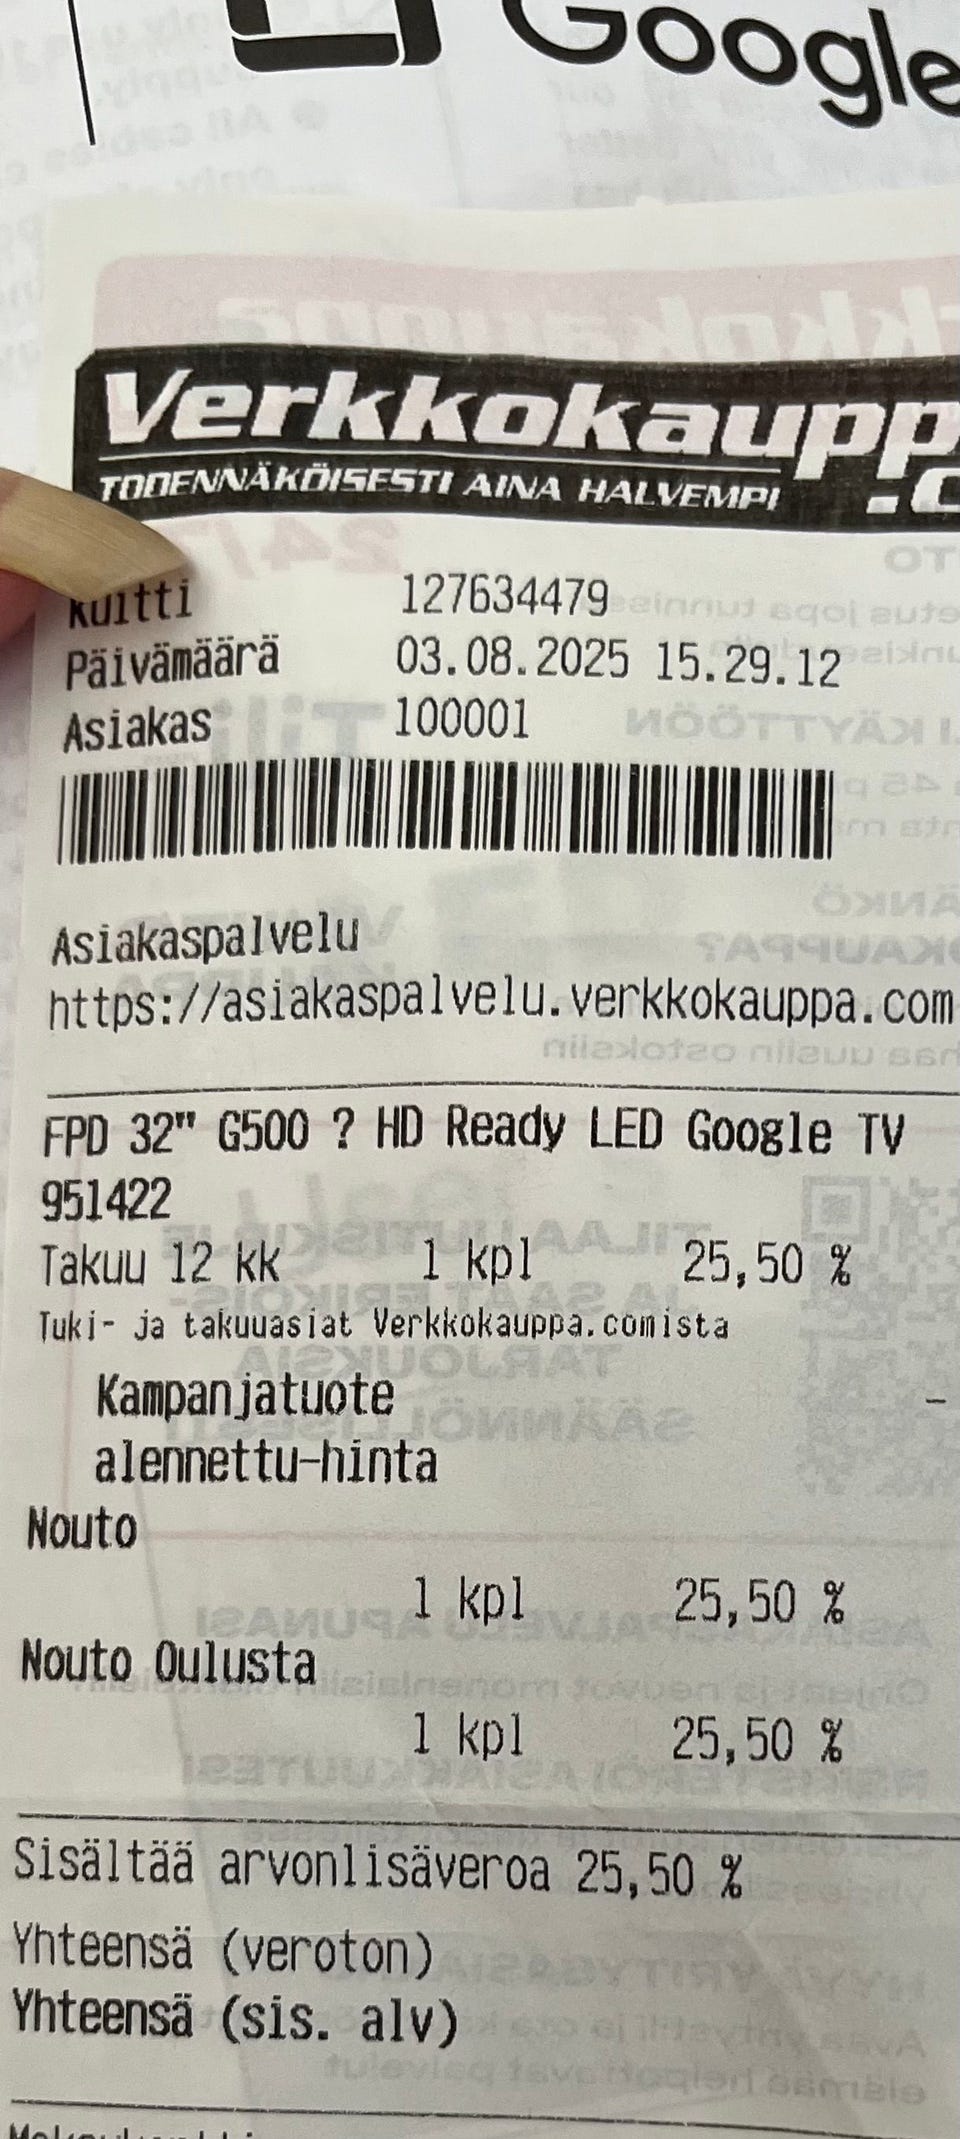 Google
Verkkokaupp
.c
TODENNÄKÖISESTI AINA HALVEMPI
Kuitti 127634479
Päivämäärä 03.08.2025 15.29.12
Asiakas 100001
Asiakaspalvelu
https://asiakaspalvelu.verkkokauppa.com
FPD 32" G500 ? HD Ready LED Google TV
951422
Takuu 12 kk 1 kpl 25,50 %
Tuki- ja takuuasiat Verkkokauppa.comista
Kampanjatuote -
alennettu-hinta
Nouto
1 kpl 25,50 %
Nouto Oulusta
1 kpl 25,50 %
Sisältää arvonlisäveroa 25,50 %
Yhteensä (veroton)
Yhteensä (sis. alv)